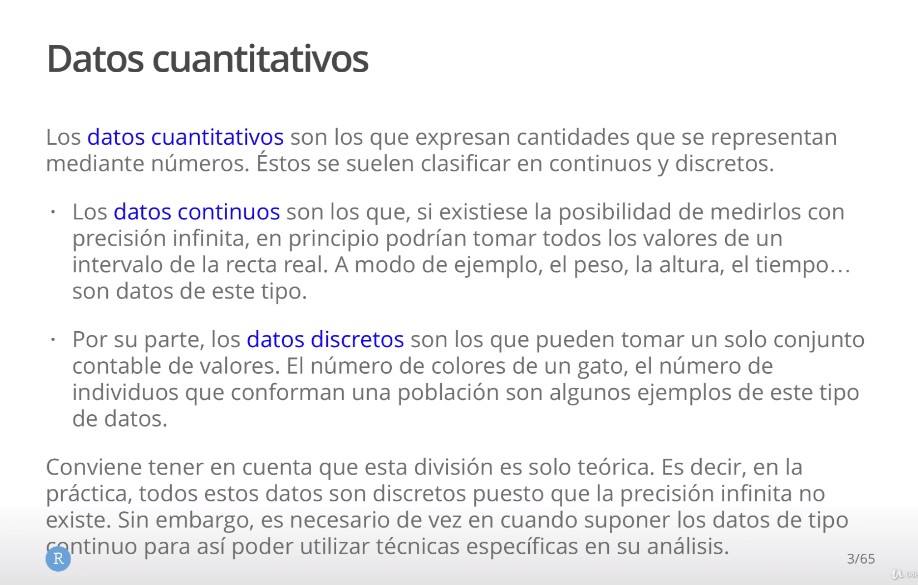 Datos cuantitativos
Los datos cuantitativos son los que expresan cantidades que se representan
mediante números. Éstos se suelen clasificar en continuos y discretos.
· Los datos continuos son los que, si existiese la posibilidad de medirlos con
precisión infinita, en principio podrían tomar todos los valores de un
intervalo de la recta real. A modo de ejemplo, el peso, la altura, el tiempo…
son datos de este tipo.
· Por su parte, los datos discretos son los que pueden tomar un solo conjunto
contable de valores. El número de colores de un gato, el número de
individuos que conforman una población son algunos ejemplos de este tipo
de datos.
Conviene tener en cuenta que esta división es solo teórica. Es decir, en la
práctica, todos estos datos son discretos puesto que la precisión infinita no
existe. Sin embargo, es necesario de vez en cuando suponer los datos de tipo
continuo para así poder utilizar técnicas específicas en su análisis.
R
3/65